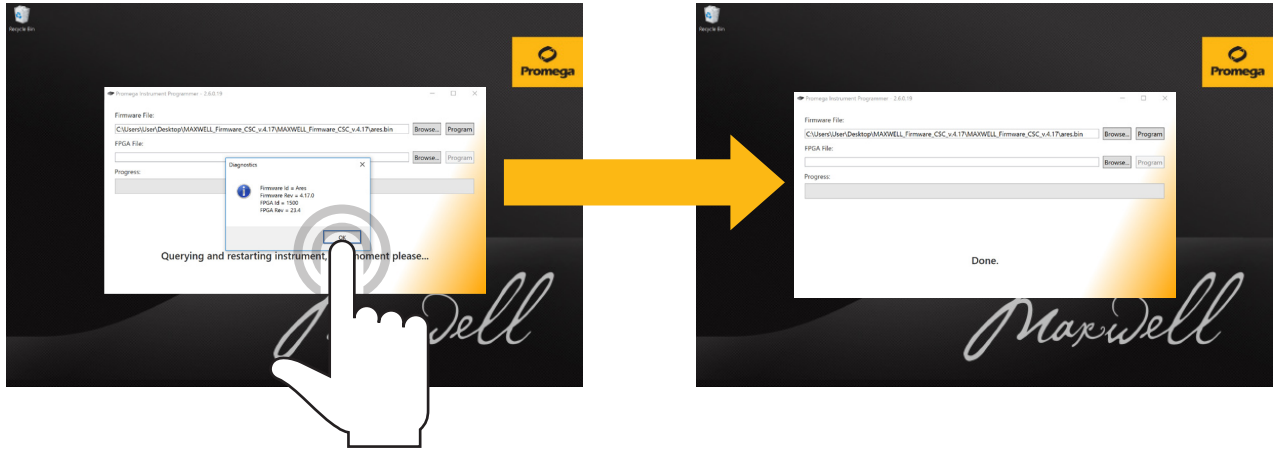 Recycle Bin
Promega
Promega Instrument Programmer - 2.6.0.19
Firmware File:
C:\Users\User\Desktop\MAXWELL_Firmware_CSC_v.4.17\MAXWELL_Firmware_CSC_v.4.17\ares.bin Browse... Program
FPGA File:
Browse... Program
Progress:
Diagnostics
Firmware Id = Ares
Firmware Rev = 4.17.0
FPGA Id = 1500
FPGA Rev = 23.4
OK
Querying and restarting instrument, moment please...
Recycle Bin
Promega
Promega Instrument Programmer - 2.6.0.19
Firmware File:
C:\Users\User\Desktop\MAXWELL_Firmware_CSC_v.4.17\MAXWELL_Firmware_CSC_v.4.17\ares.bin Browse... Program
FPGA File:
Browse... Program
Progress:
Done.
Maxwell